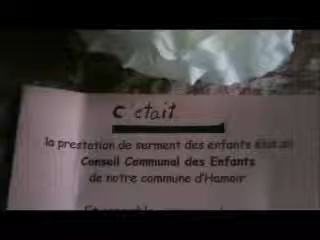 C'était
la prestation de serment des enfants élus au
Conseil Communal des Enfants
de notre commune d'Hamoir